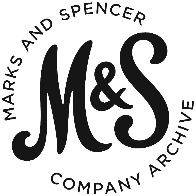 MARKS AND SPENCER
M&S
COMPANY ARCHIVE